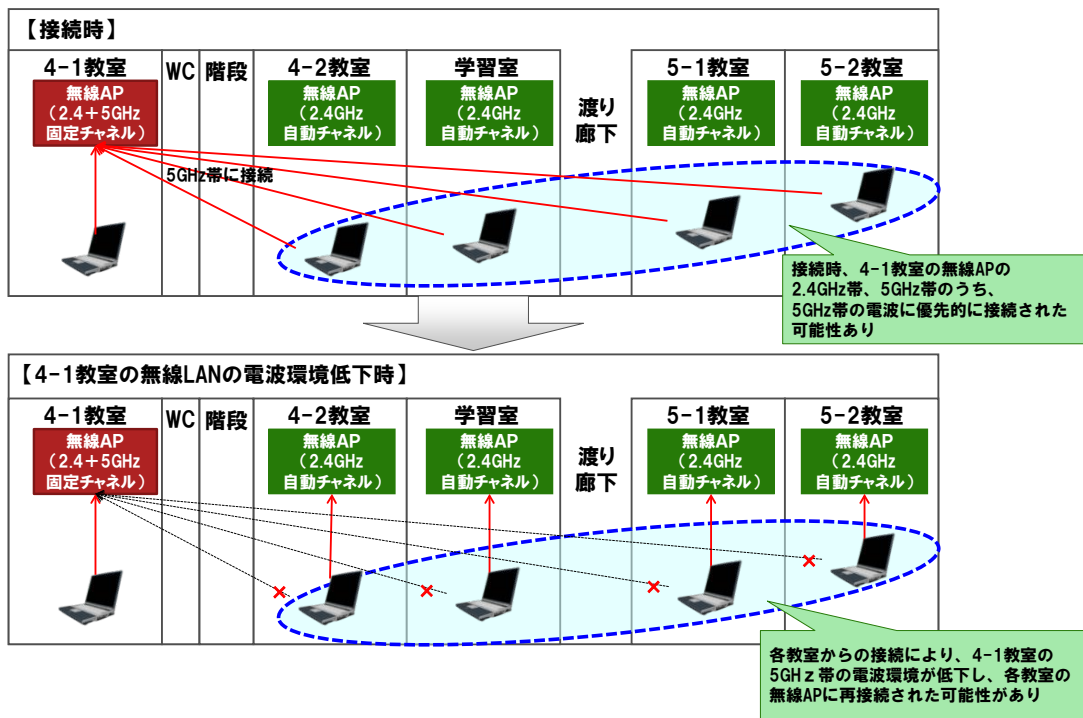 【接続時】
4-1教室
WC
階段
4-2教室
学習室
渡り
廊下
5-1教室
5-2教室
無線AP
（2.4＋5GHz
固定チャネル）
無線AP
（2.4GHz
自動チャネル）
無線AP
（2.4GHz
自動チャネル）
無線AP
（2.4GHz
自動チャネル）
無線AP
（2.4GHz
自動チャネル）
5GHz帯に接続
接続時、4-1教室の無線APの
2.4GHz帯、5GHz帯のうち、
5GHz帯の電波に優先的に接続された
可能性あり
【4-1教室の無線LANの電波環境低下時】
4-1教室
WC
階段
4-2教室
学習室
渡り
廊下
5-1教室
5-2教室
無線AP
（2.4＋5GHz
固定チャネル）
無線AP
（2.4GHz
自動チャネル）
無線AP
（2.4GHz
自動チャネル）
無線AP
（2.4GHz
自動チャネル）
無線AP
（2.4GHz
自動チャネル）
各教室からの接続により、4-1教室の
5GHｚ帯の電波環境が低下し、各教室の
無線APに再接続された可能性があり